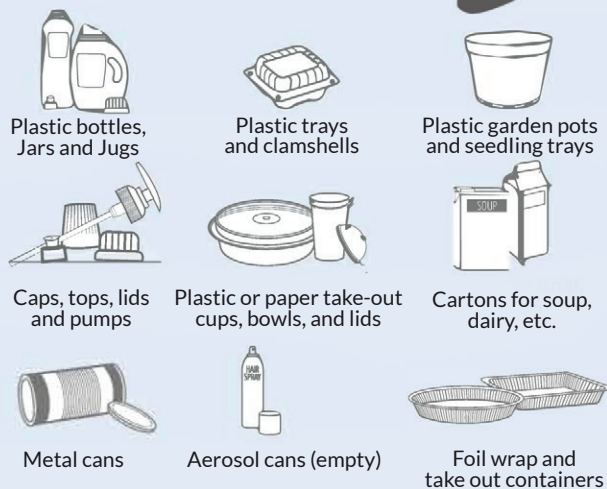 Plastic bottles,
Jars and Jugs
Plastic trays
and clamshells
Plastic garden pots
and seedling trays
SOUP
Caps, tops, lids
and pumps
Plastic or paper take-out
cups, bowls, and lids
Cartons for soup,
dairy, etc.
HAIR
SPRAY
Metal cans
Aerosol cans (empty)
Foil wrap and
take out containers